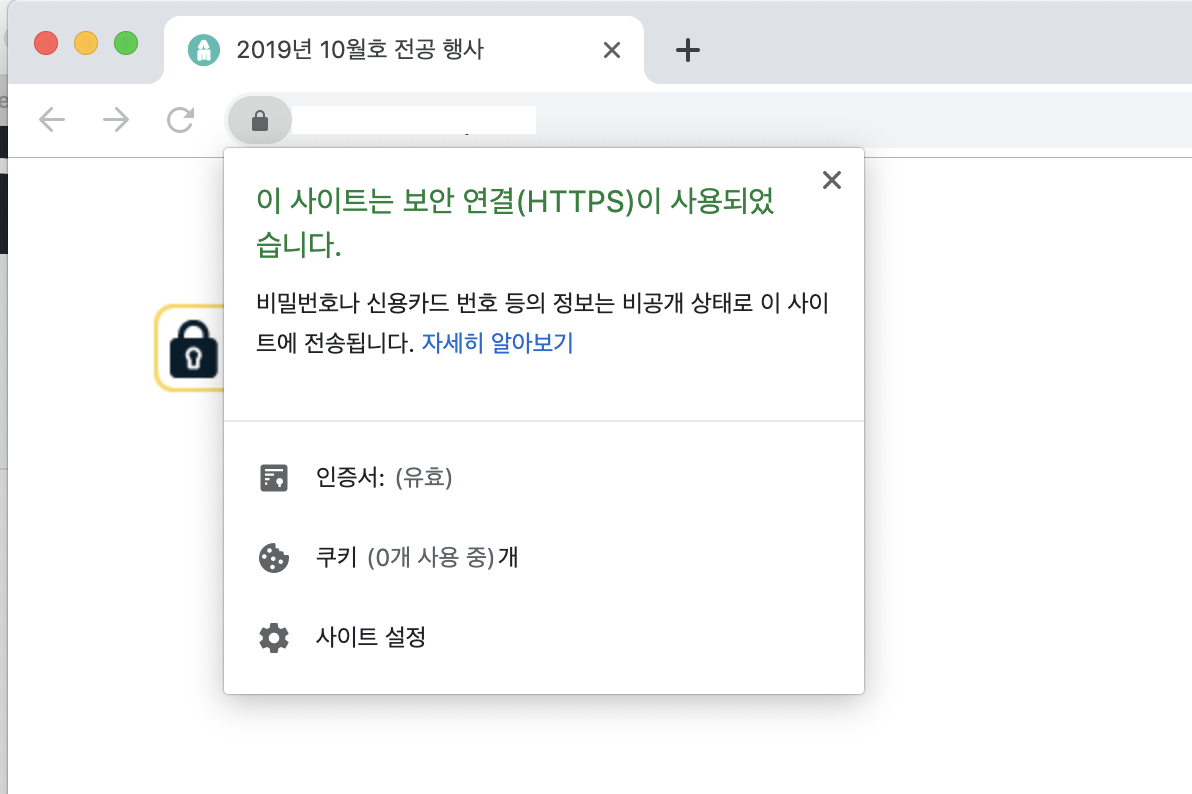 2019년 10월호 전공 행사
이 사이트는 보안 연결(HTTPS)이 사용되었
습니다.
비밀번호나 신용카드 번호 등의 정보는 비공개 상태로 이 사이
트에 전송됩니다. 자세히 알아보기
인증서: (유효)
쿠키 (0개 사용 중)개
사이트 설정